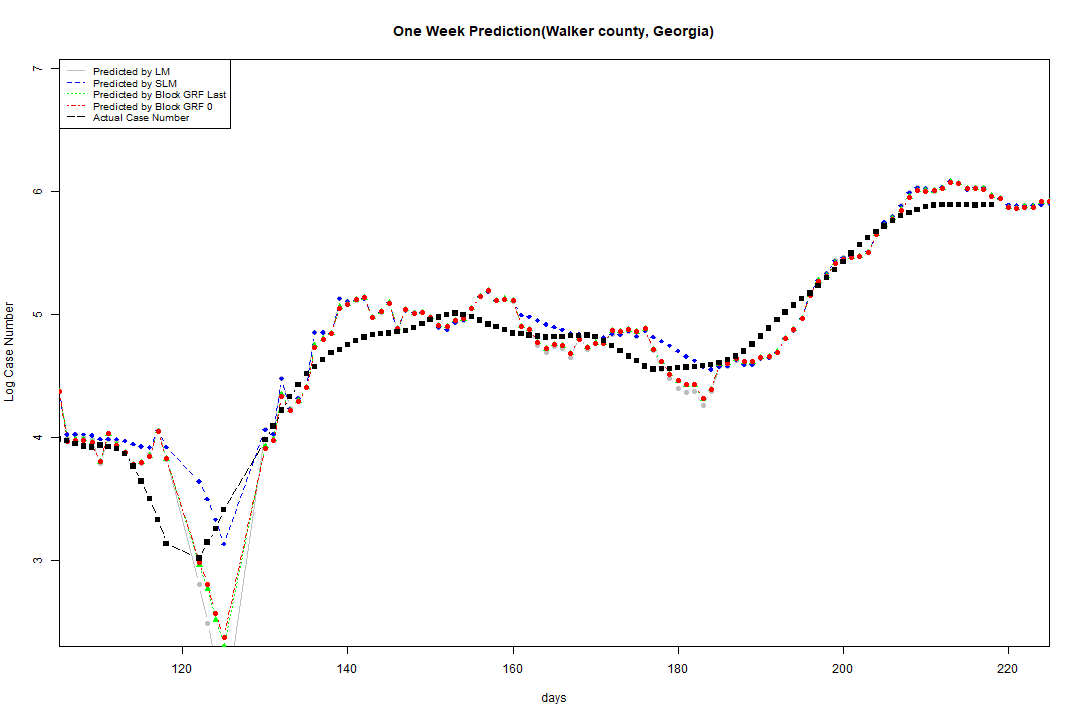 One Week Prediction(Walker county, Georgia)
Predicted by LM
Predicted by SLM
Predicted by Block GRF Last
Predicted by Block GRF 0
Actual Case Number
7
6
5
4
3
Log Case Number
120 140 160 180 200 220
days